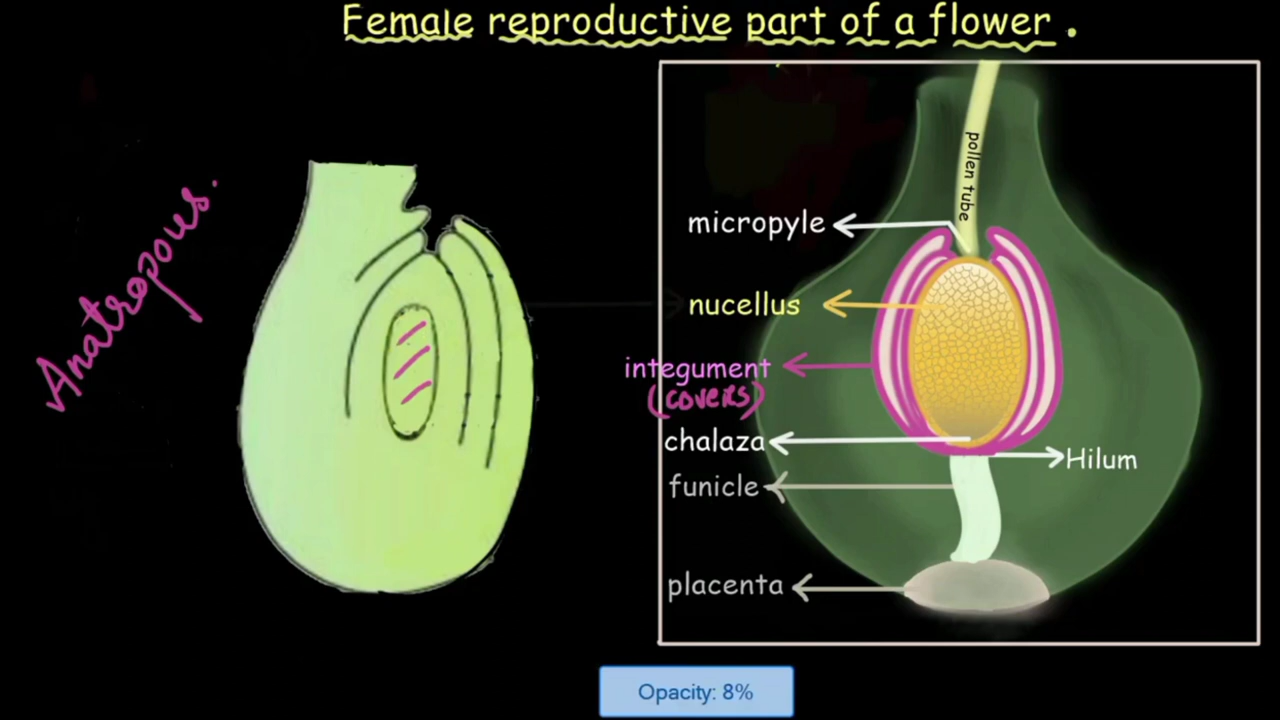 Female reproductive part of a flower .
Anatropous.
pollen tube
micropyle
nucellus
integument
(covers)
chalaza
Hilum
funicle
placenta
Opacity: 8%